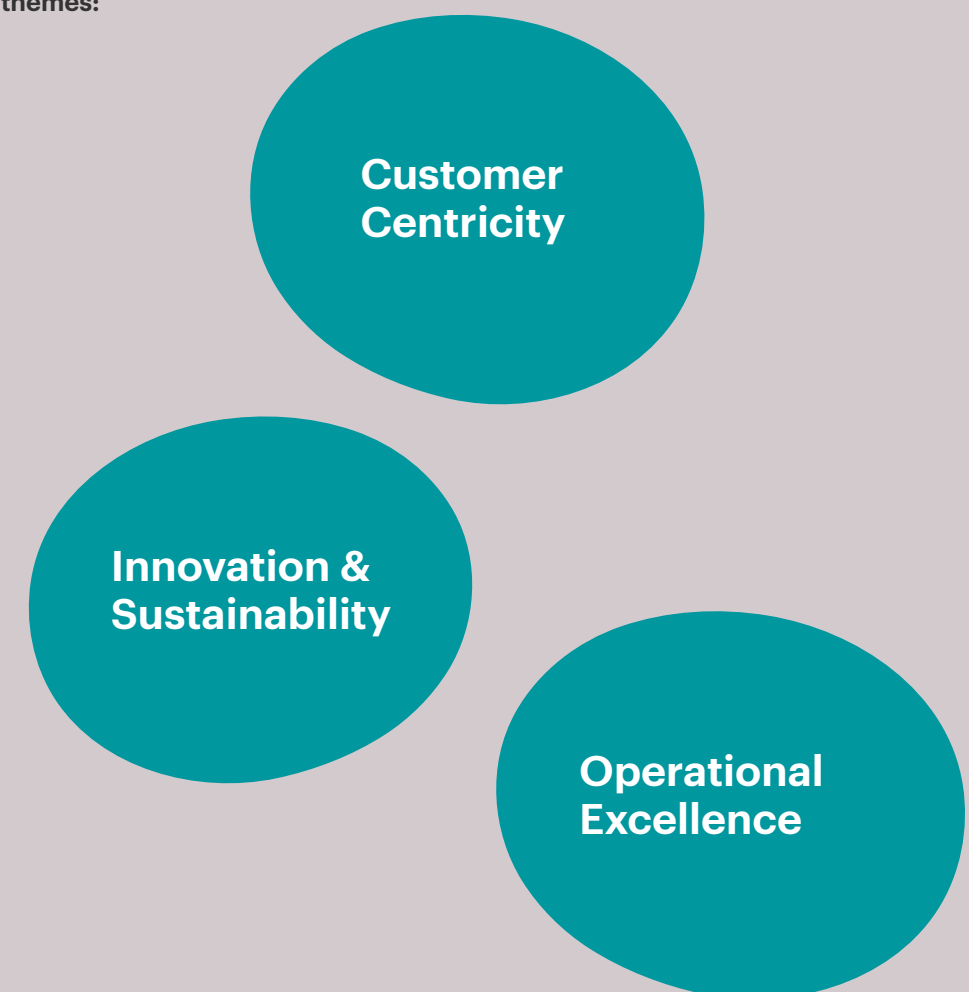 themes:
Customer
Centricity
Innovation &
Sustainability
Operational
Excellence